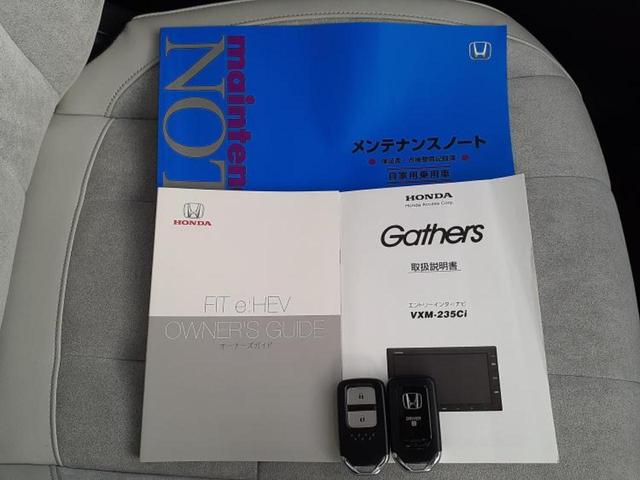 mainten
NOT
メンテナンスノート
保証書・点検整備記録簿
自家用乗用車
HONDA
FIT e:HEV
OWNER'S GUIDE
オーナーズガイド
HONDA
Honda Access Corp.
Gathers
取扱説明書
エントリーインターナビ
VXM-235Ci